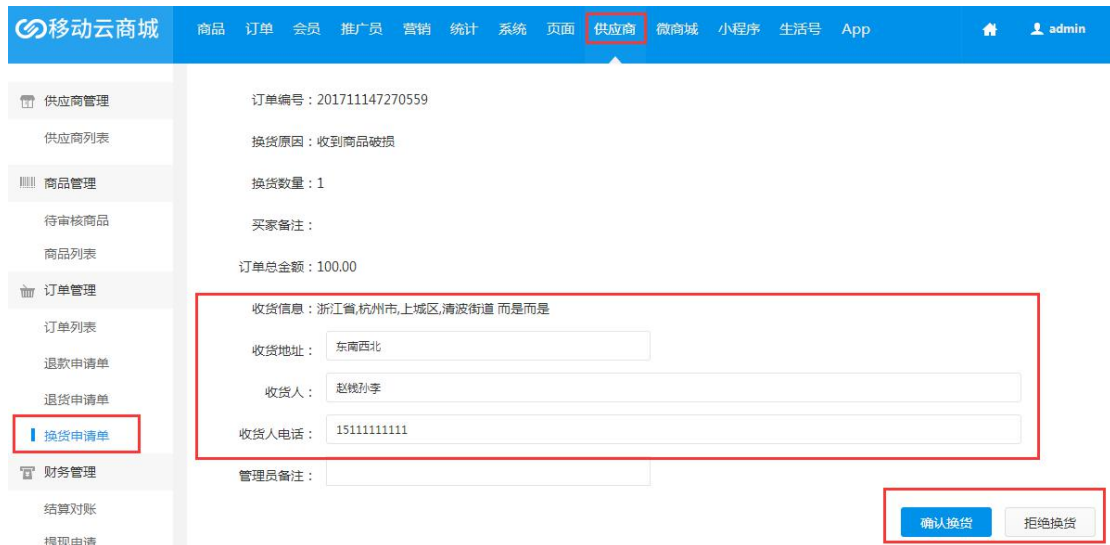 移动云商城 商品 订单 会员 推广员 营销 统计 系统 页面 供应商 微商城 小程序 生活号 App admin
供应商管理
供应商列表
商品管理
待审核商品
商品列表
订单管理
订单列表
退款申请单
退货申请单
换货申请单
财务管理
结算对账
提现申请
订单编号：201711147270559
换货原因：收到商品破损
换货数量：1
买家备注：
订单总金额：100.00
收货信息：浙江省,杭州市,上城区,清波街道 而是而是
收货地址： 东南西北
收货人： 赵钱孙李
收货人电话： 15111111111
管理员备注：
确认换货 拒绝换货